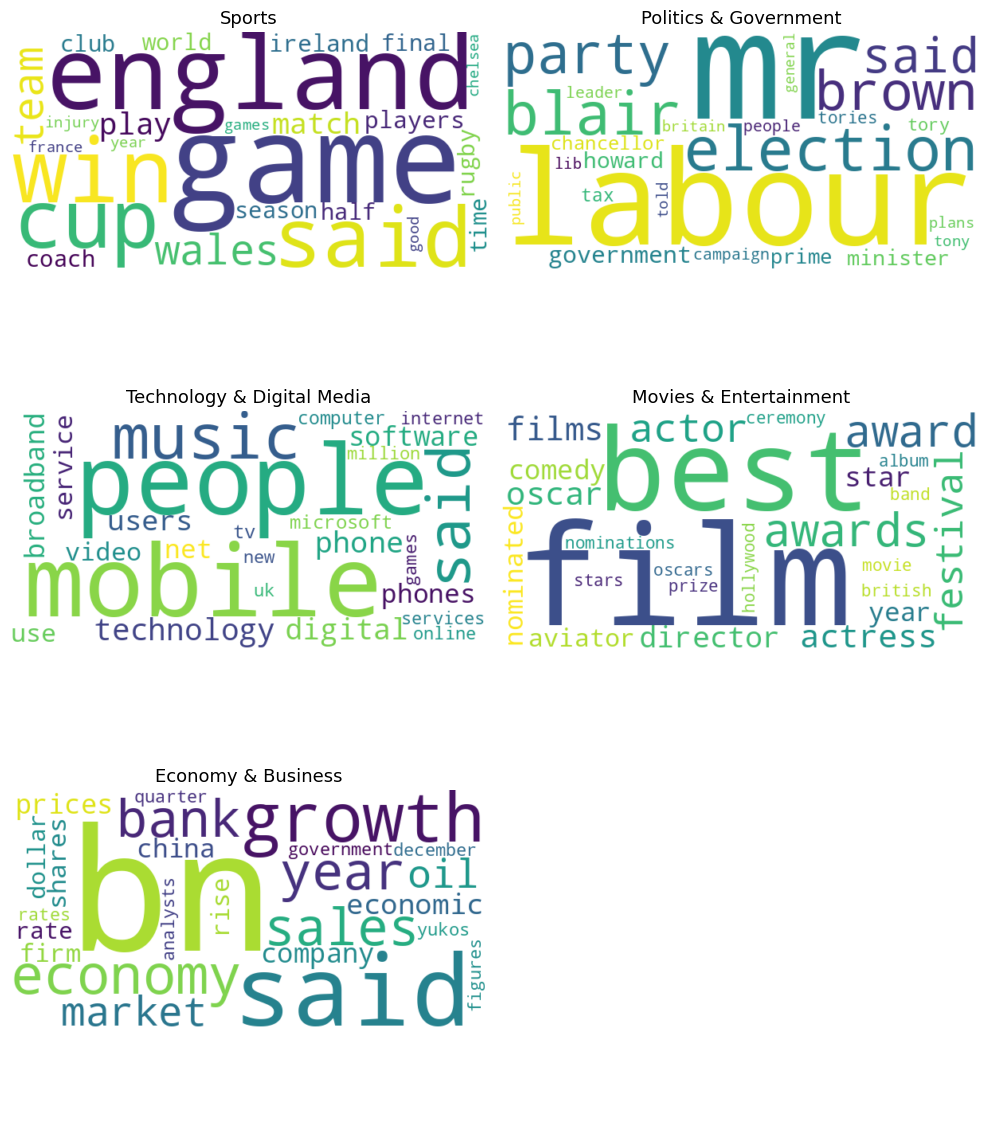 Sports
club
world
ireland
final
chelsea
england
team
injury
play
games
match
players
france
year
win
game
rugby
cup
season
half
good
time
said
wales
coach
Politics & Government
party
mr
general
said
brown
leader
blair
britain
people
tories
tory
chancellor
election
lib
howard
labour
public
tax
told
plans
tony
government
campaign
prime
minister
Technology & Digital Media
broadband
service
music
computer
internet
software
million
people
said
users
tv
microsoft
video
net
new
phone
games
mobile
uk
phones
use
technology
digital
services
online
Movies & Entertainment
films
actor
ceremony
award
best
comedy
album
star
oscar
band
festival
nominated
film
awards
nominations
hollywood
oscars
stars
prize
movie
british
year
aviator
director
actress
Economy & Business
prices
quarter
bank
growth
dollar
shares
china
government
december
bn
year
oil
analysts
rise
economic
rates
rate
sales
yukos
firm
company
figures
economy
said
market